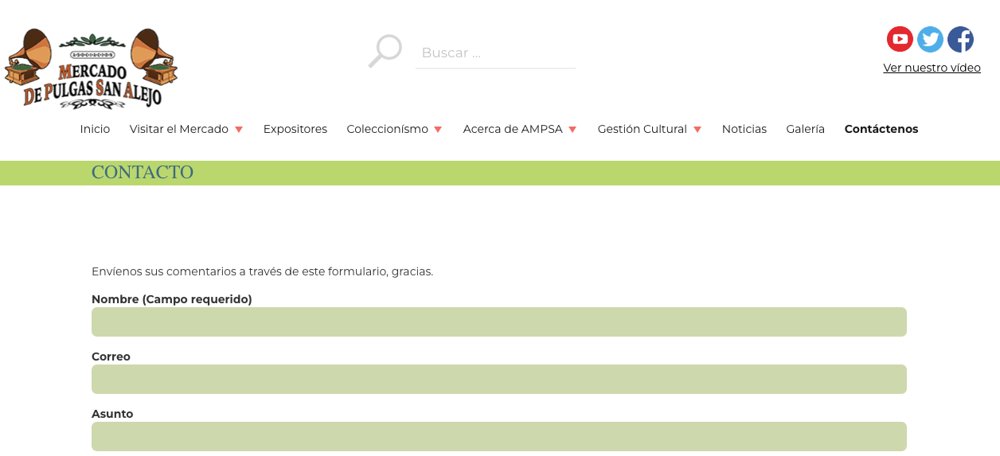 ASOCIACION
MERCADO
DE PULGAS SAN ALEJO
Buscar ...
Ver nuestro vídeo
Inicio Visitar el Mercado Expositores Coleccionísmo Acerca de AMPSA Gestión Cultural Noticias Galería Contáctenos
CONTACTO
Envíenos sus comentarios a través de este formulario, gracias.
Nombre (Campo requerido)
Correo
Asunto